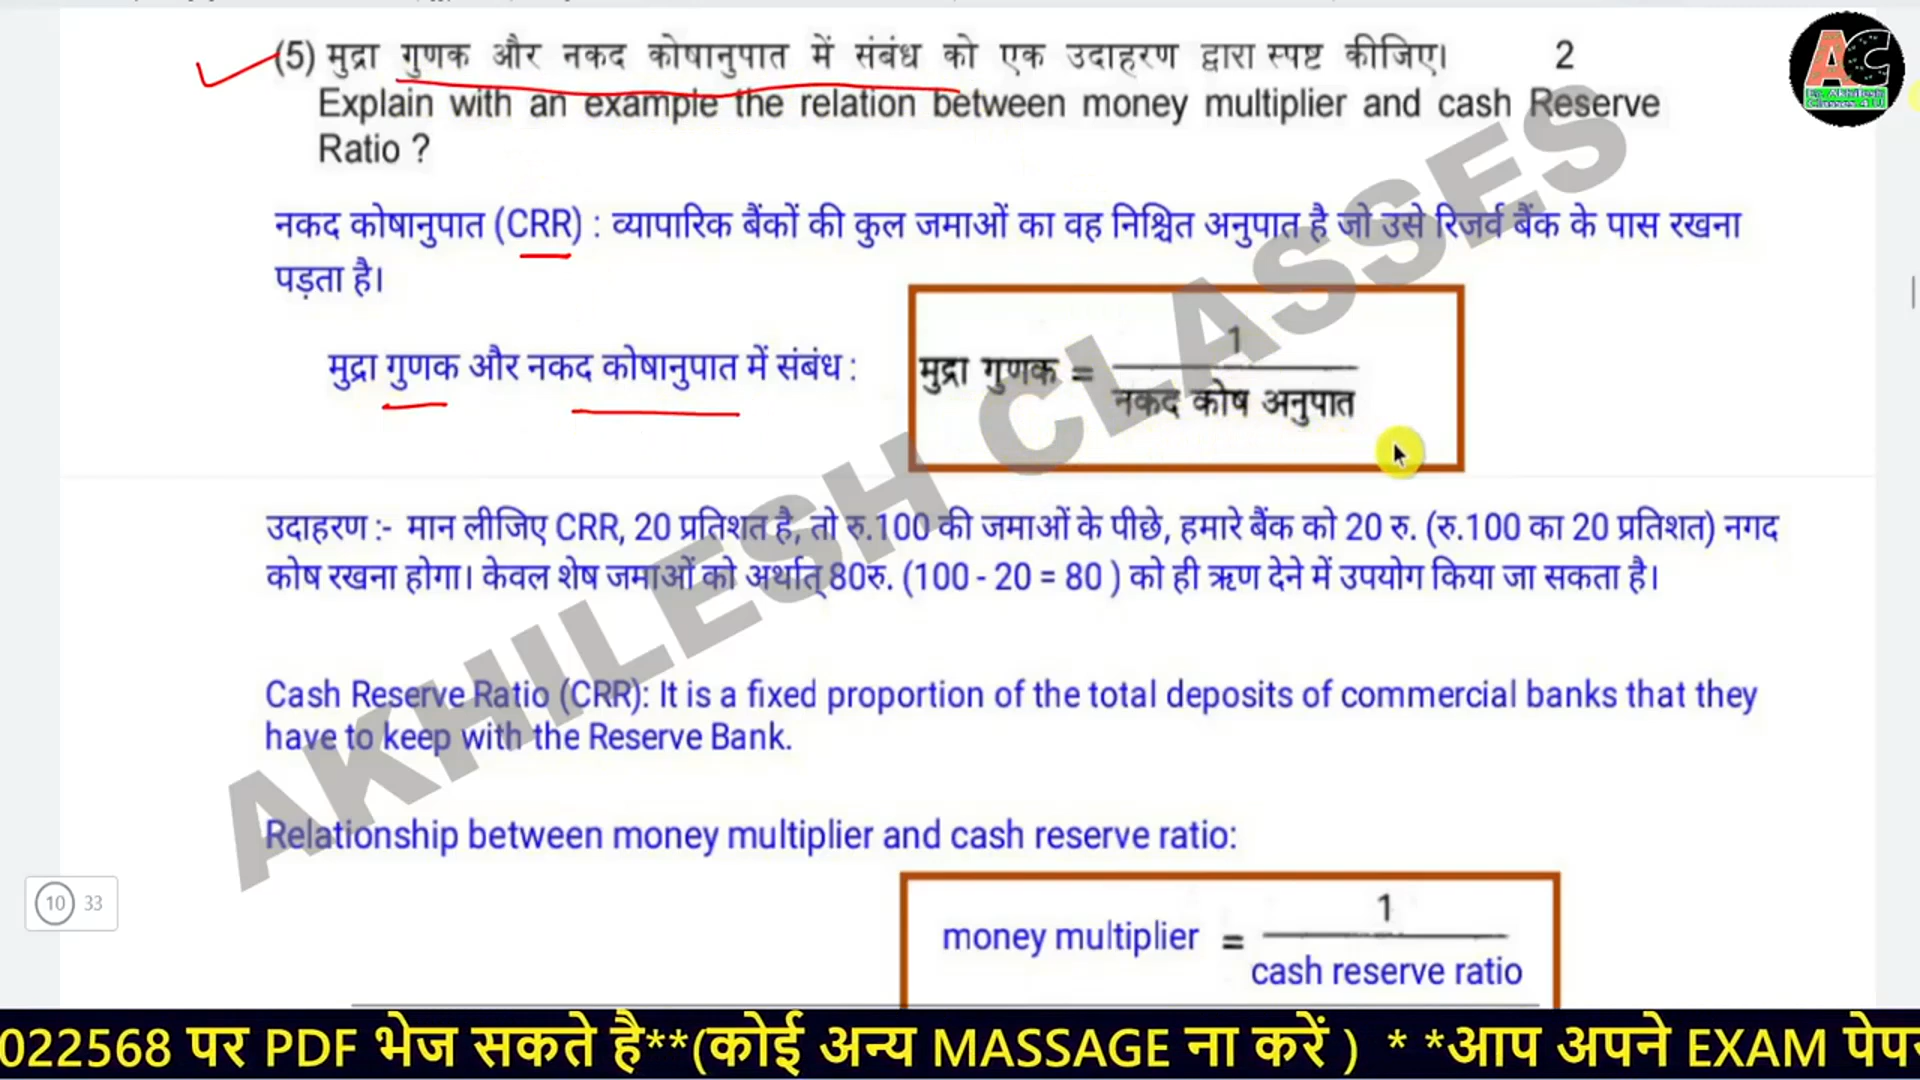 (5) मुद्रा गुणक और नकद कोषानुपात में संबंध को एक उदाहरण द्वारा स्पष्ट कीजिए। 2
Explain with an example the relation between money multiplier and cash Reserve
Ratio ?
नकद कोषानुपात (CRR) : व्यापारिक बैंकों की कुल जमाओं का वह निश्चित अनुपात है जो उसे रिजर्व बैंक के पास रखना
पड़ता है।
मुद्रा गुणक और नकद कोषानुपात में संबंध :
मुद्रा गुणक = 1
नकद कोष अनुपात
उदाहरण :- मान लीजिए CRR, 20 प्रतिशत है, तो रु.100 की जमाओं के पीछे, हमारे बैंक को 20 रु. (रु.100 का 20 प्रतिशत) नगद
कोष रखना होगा। केवल शेष जमाओं को अर्थात् 80रु. (100 - 20 = 80 ) को ही ऋण देने में उपयोग किया जा सकता है।
Cash Reserve Ratio (CRR): It is a fixed proportion of the total deposits of commercial banks that they
have to keep with the Reserve Bank.
Relationship between money multiplier and cash reserve ratio:
money multiplier = 1
cash reserve ratio
AKHILESH CLASSES
AC
Er. Akhilesh
Classes 4 U
10 33
022568 पर PDF भेज सकते है**(कोई अन्य MASSAGE ना करें ) * *आप अपने EXAM पेपर